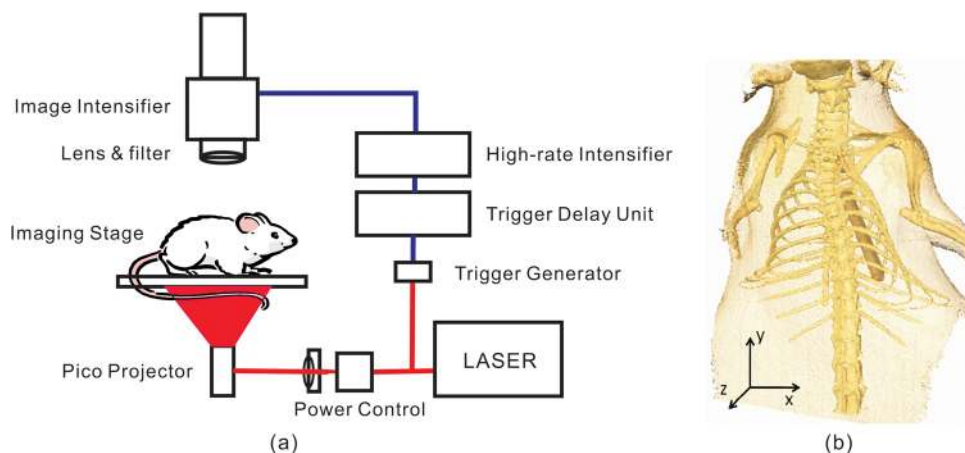 Image Intensifier
Lens & filter
High-rate Intensifier
Trigger Delay Unit
Imaging Stage
Trigger Generator
LASER
Pico Projector
Power Control
(a)
y
x
z
(b)